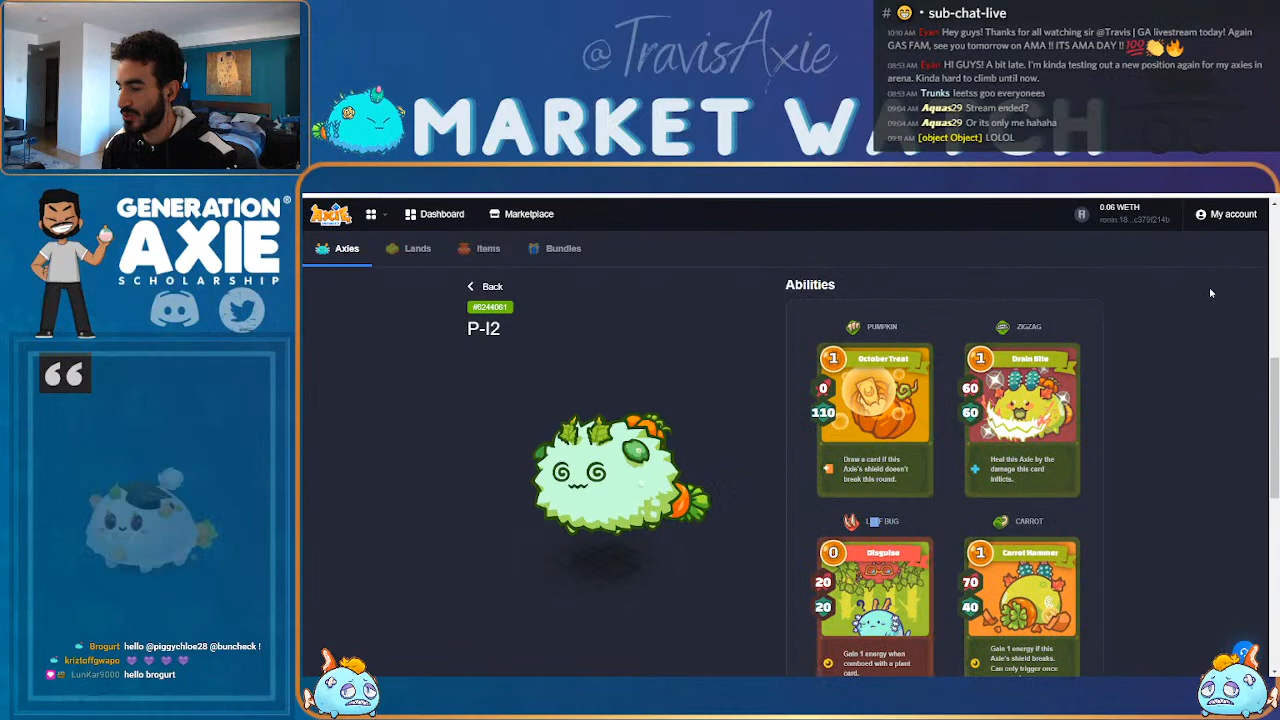 @TravisAxie
MARKET W
# 😁 • sub-chat-live
10:10 AM Eyan Hey guys! Thanks for all watching sir @Travis | GA livestream today! Again
GAS FAM, see you tomorrow on AMA !! ITS AMA DAY !! 💯👏🔥
08:53 AM Eyan HI GUYS! A bit late. I'm kinda testing out a new position again for my axies in
arena. Kinda hard to climb until now.
08:53 AM Trunks leetss goo everyonees
09:04 AM Aquas29 Stream ended?
09:04 AM Aquas29 Or its only me hahaha
09:11 AM [object Object] LOLOL
GENERATION®
AXIE
SCHOLARSHIP
AXIE
Dashboard
Marketplace
0.06 WETH
ronin:18...c379f214b
My account
Axies
Lands
Items
Bundles
Back
#6244061
P-I2
Abilities
PUMPKIN
ZIGZAG
1
October Treat
0
110
Draw a card if this
Axie's shield doesn't
break this round.
1
Drain Bite
60
60
Heal this Axie by the
damage this card
inflicts.
CARROT
0
Disguise
20
20
Gain 1 energy when
comboed with a plant
card.
1
Carrot Hammer
70
40
Gain 1 energy if this
Axie's shield breaks.
Can only trigger once
Brogurt hello @piggychloe28 @buncheck !
kriztoffgwapo 💜 💜 💜 💜
LunKar9000 hello brogurt